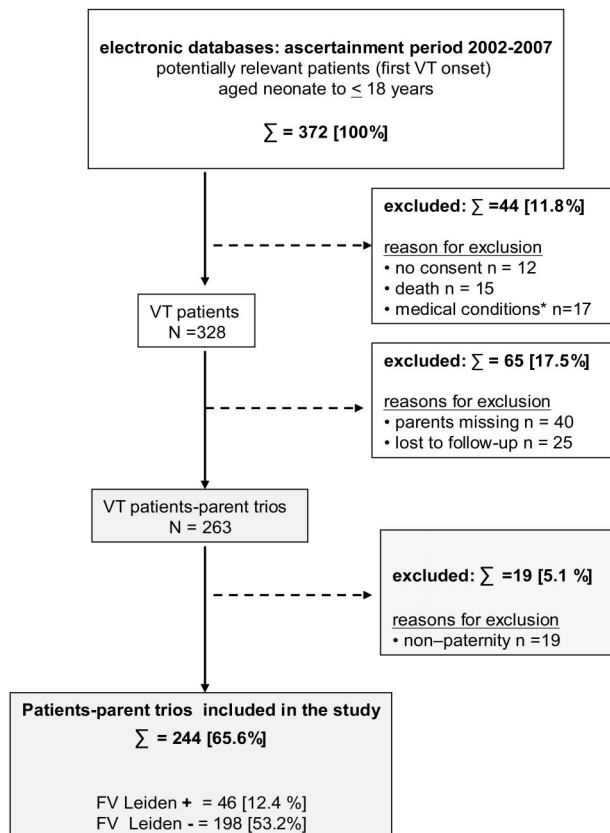 electronic databases: ascertainment period 2002-2007
potentially relevant patients (first VT onset)
aged neonate to ≤ 18 years
∑ = 372 [100%]
excluded: ∑ =44 [11.8%]
reason for exclusion
• no consent n = 12
• death n = 15
• medical conditions* n=17
VT patients
N =328
excluded: ∑ = 65 [17.5%]
reasons for exclusion
• parents missing n = 40
• lost to follow-up n = 25
VT patients-parent trios
N = 263
excluded: ∑ =19 [5.1 %]
reasons for exclusion
• non–paternity n =19
Patients-parent trios included in the study
∑ = 244 [65.6%]
FV Leiden + = 46 [12.4 %]
FV Leiden - = 198 [53.2%]